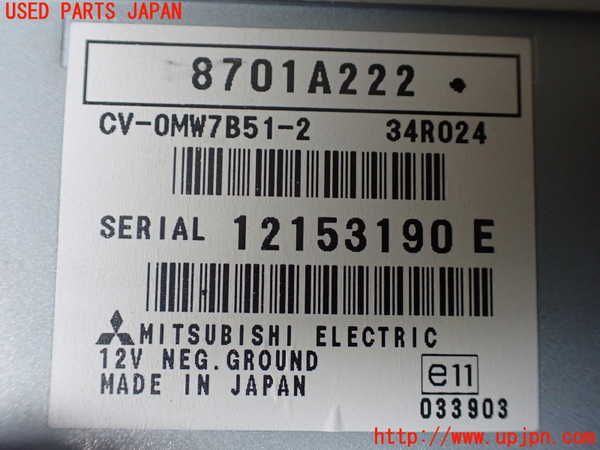 USED PARTS JAPAN
8701A222
CV-0MW7B51-2 34R024
SERIAL 12153190 E
MITSUBISHI ELECTRIC
12V NEG.GROUND
MADE IN JAPAN
e11
033903
http://www.upjpn.com